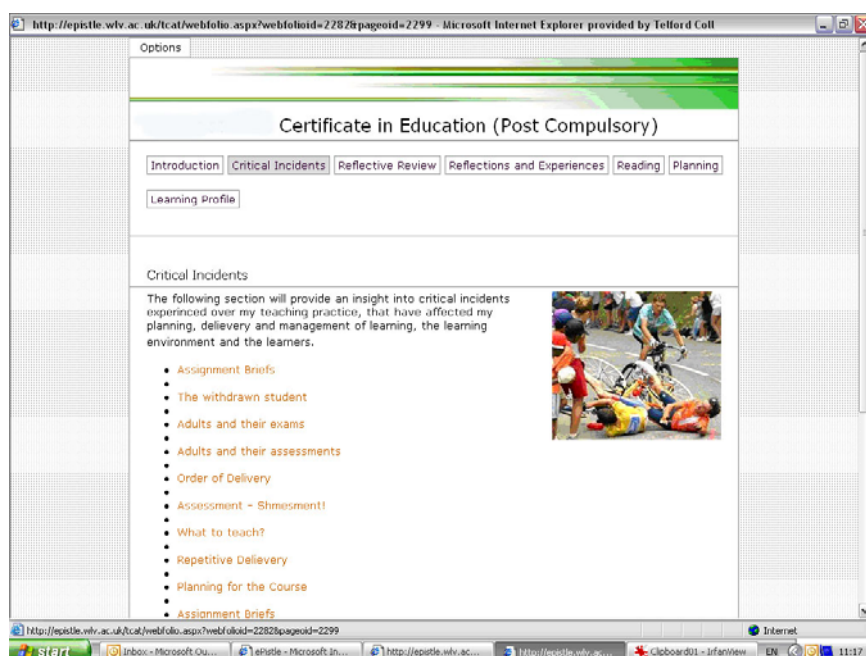 http://epistle.wlv.ac.uk/tcat/webfolio.aspx?webfolioid=2282&pageoid=2299 - Microsoft Internet Explorer provided by Telford Coll
Options
Certificate in Education (Post Compulsory)
Introduction Critical Incidents Reflective Review Reflections and Experiences Reading Planning
Learning Profile
Critical Incidents
The following section will provide an insight into critical incidents
experinced over my teaching practice, that have affected my
planning, delievery and management of learning, the learning
environment and the learners.
Assignment Briefs
The withdrawn student
Adults and their exams
Adults and their assessments
Order of Delivery
Assessment - Shmesment!
What to teach?
Repetitive Delievery
Planning for the Course
Assignment Briefs
http://epistle.wlv.ac.uk/tcat/webfolio.aspx?webfolioid=2282&pageoid=2299 Internet
start Inbox - Microsoft Ou... ePistle - Microsoft In... http://epistle.wlv.ac... http://epistle.wlv.ac... Clipboard01 - IrfanView EN 11:17